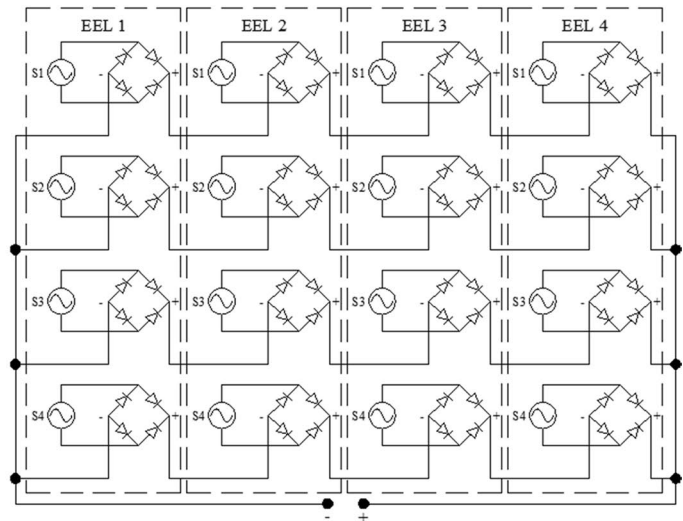 EEL 1 EEL 2 EEL 3 EEL 4
S1 - + S1 - + S1 - + S1 - +
S2 - + S2 - + S2 - + S2 - +
S3 - + S3 - + S3 - + S3 - +
S4 - + S4 - + S4 - + S4 - +
- +